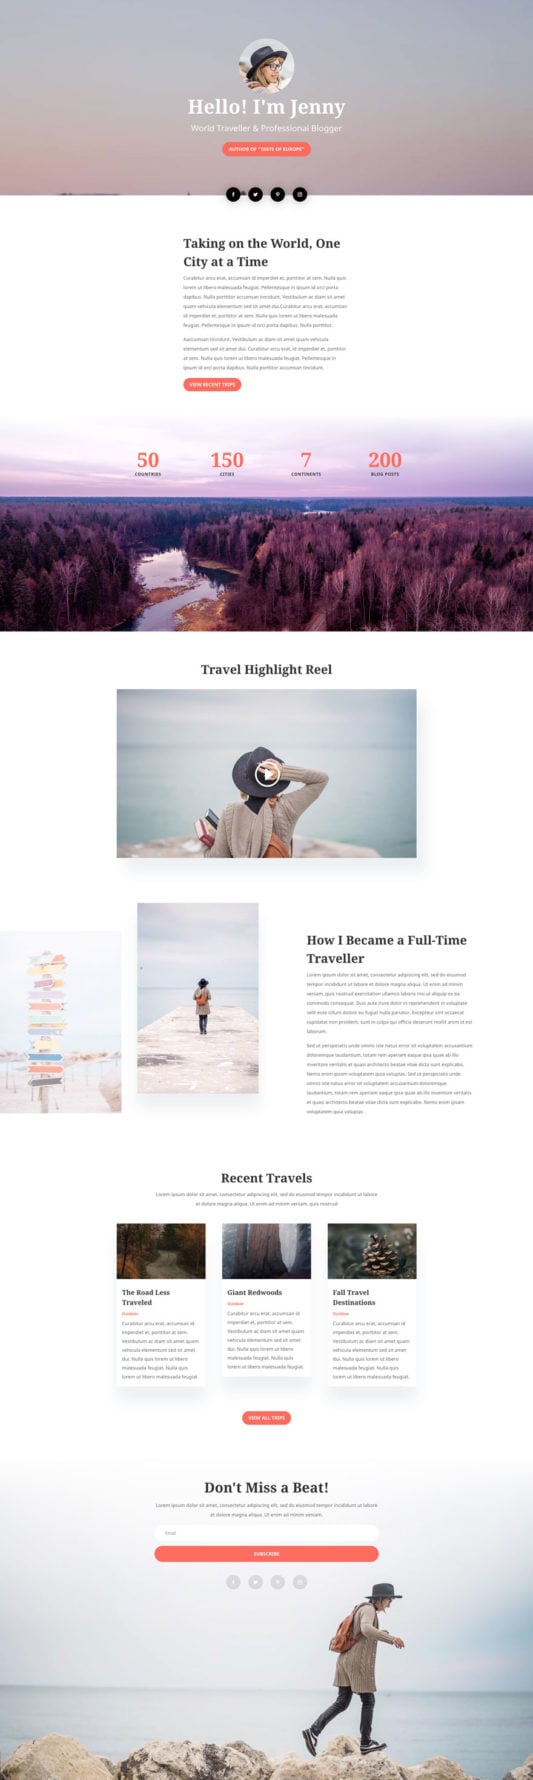 Hello! I'm Jenny
World Traveller & Professional Blogger
AUTHOR OF "TASTE OF EUROPE"
Taking on the World, One
City at a Time
Curabitur arcu erat, accumsan id imperdiet et, porttitor at sem. Nulla quis
lorem ut libero malesuada feugiat. Pellentesque in ipsum id orci porta
dapibus. Nulla porttitor accumsan tincidunt. Vestibulum ac diam sit amet
quam vehicula elementum sed sit amet dui.Curabitur arcu erat, accumsan
id imperdiet et, porttitor at sem. Nulla quis lorem ut libero malesuada
feugiat. Pellentesque in ipsum id orci porta dapibus. Nulla porttitor.
Aaccumsan tincidunt. Vestibulum ac diam sit amet quam vehicula
elementum sed sit amet dui. Curabitur arcu erat, id imperdiet et, porttitor
at sem. Nulla quis lorem ut libero malesuada feugiat. Pellentesque in
ipsum id orci porta dapibus. Nulla porttitor accumsan tincidunt.
VIEW RECENT TRIPS
50 150 7 200
COUNTRIES CITIES CONTINENTS BLOG POSTS
Travel Highlight Reel
How I Became a Full-Time
Traveller
Lorem ipsum dolor sit amet, consectetur adipiscing elit, sed do eiusmod
tempor incididunt ut labore et dolore magna aliqua. Ut enim ad minim
veniam, quis nostrud exercitation ullamco laboris nisi ut aliquip ex ea
commodo consequat. Duis aute irure dolor in reprehenderit in voluptate
velit esse cillum dolore eu fugiat nulla pariatur. Excepteur sint occaecat
cupidatat non proident, sunt in culpa qui officia deserunt mollit anim id est
laborum.
Sed ut perspiciatis unde omnis iste natus error sit voluptatem accusantium
doloremque laudantium, totam rem aperiam eaque ipsa quae ab illo
inventore veritatis et quasi architecto beatae vitae dicta sunt explicabo.
Nemo enim ipsam voluptatem quia voluptas. Sed ut perspiciatis unde
omnis iste natus error sit voluptatem accusantium doloremque
laudantium, totam rem aperiam eaque ipsa quae ab illo inventore veritatis
et quasi architecto beatae vitae dicta sunt explicabo. Nemo enim ipsam
voluptatem quia voluptas
Recent Travels
Lorem ipsum dolor sit amet, consectetur adipiscing elit, sed do eiusmod tempor incididunt ut labore
et dolore magna aliqua. Ut enim ad minim veniam, quis nostrud
The Road Less
Traveled
Outdoor
Curabitur arcu erat, accumsan id
imperdiet et, porttitor at sem.
Vestibulum ac diam sit amet quam
vehicula elementum sed sit amet
dui. Nulla quis lorem ut libero
malesuada feugiat. Nulla quis
lorem ut libero malesuada feugiat.
Giant Redwoods
Outdoor
Curabitur arcu erat, accumsan id
imperdiet et, porttitor at sem.
Vestibulum ac diam sit amet quam
vehicula elementum sed sit amet
dui. Nulla quis lorem ut libero
malesuada feugiat. Nulla quis
lorem ut libero malesuada feugiat.
Fall Travel
Destinations
Outdoor
Curabitur arcu erat, accumsan id
imperdiet et, porttitor at sem.
Vestibulum ac diam sit amet quam
vehicula elementum sed sit amet
dui. Nulla quis lorem ut libero
malesuada feugiat. Nulla quis
lorem ut libero malesuada feugiat.
VIEW ALL TRIPS
Don't Miss a Beat!
Lorem ipsum dolor sit amet, consectetur adipiscing elit, sed do eiusmod tempor incididunt ut labore
et dolore magna aliqua. Ut enim ad minim veniam.
Email
SUBSCRIBE